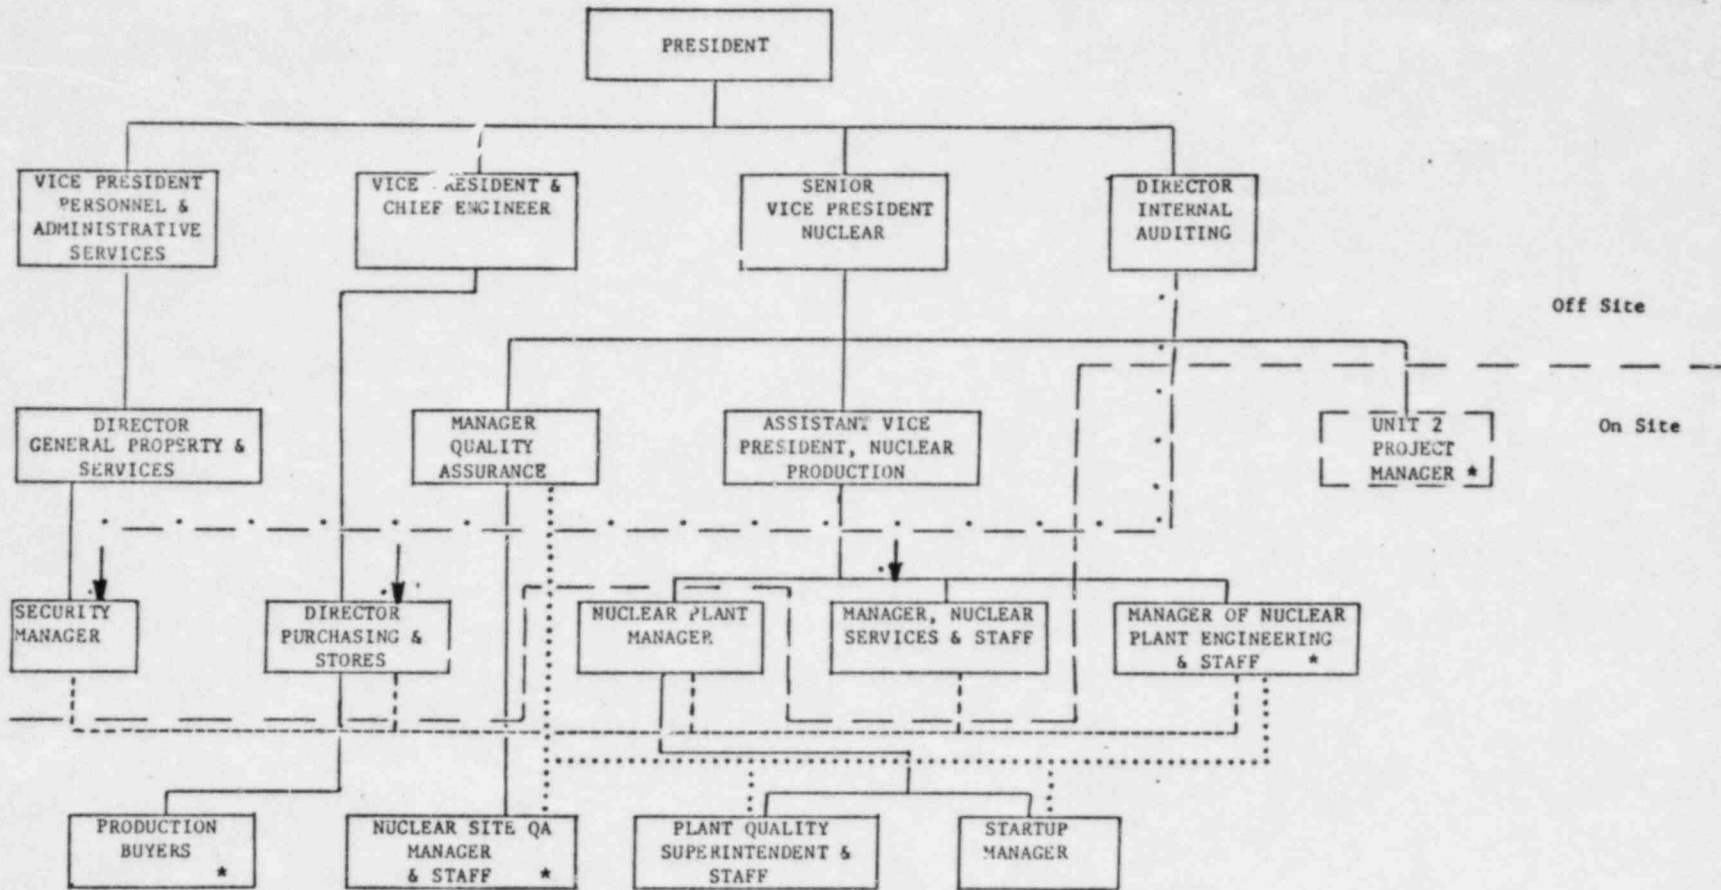 PRESIDENT
VICE PRESIDENT
PERSONNEL &
ADMINISTRATIVE
SERVICES
VICE RESIDENT &
CHIEF ENGINEER
SENIOR
VICE PRESIDENT
NUCLEAR
DIRECTOR
INTERNAL
AUDITING
Off Site
DIRECTOR
GENERAL PROPERTY &
SERVICES
MANAGER
QUALITY
ASSURANCE
ASSISTANT VICE
PRESIDENT, NUCLEAR
PRODUCTION
UNIT 2
PROJECT
MANAGER *
On Site
SECURITY
MANAGER
DIRECTOR
PURCHASING &
STORES
NUCLEAR PLANT
MANAGER
MANAGER, NUCLEAR
SERVICES & STAFF
MANAGER OF NUCLEAR
PLANT ENGINEERING
& STAFF *
PRODUCTION
BUYERS
*
NUCLEAR SITE QA
MANAGER
& STAFF *
PLANT QUALITY
SUPERINTENDENT &
STAFF
STARTUP
MANAGER